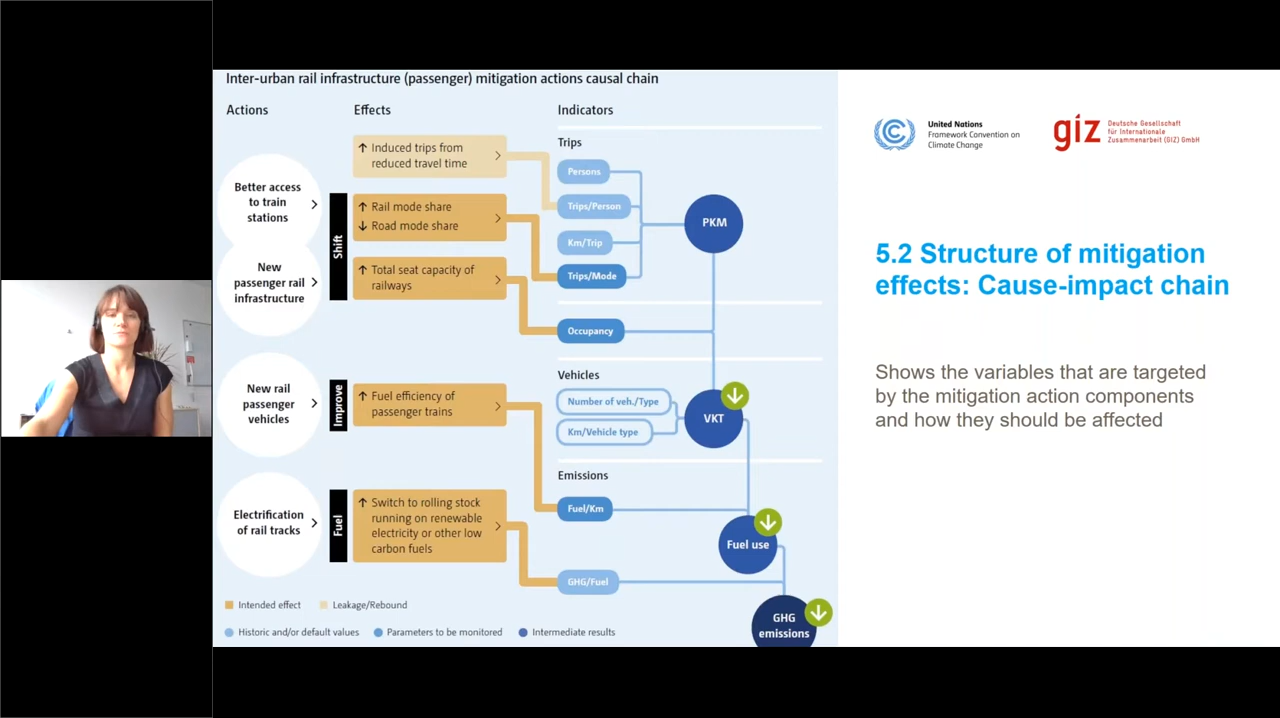 Inter-urban rail infrastructure (passenger) mitigation actions causal chain
Actions
Effects
Indicators
Better access
to train
stations
New
passenger rail
infrastructure
New rail
passenger
vehicles
Electrification
of rail tracks
Shift
Improve
Fuel
↑ Induced trips from
reduced travel time
↑ Rail mode share
↓ Road mode share
↑ Total seat capacity of
railways
↑ Fuel efficiency of
passenger trains
↑ Switch to rolling stock
running on renewable
electricity or other low
carbon fuels
Trips
Persons
Trips/Person
Km/Trip
Trips/Mode
Occupancy
Vehicles
Number of veh./Type
Km/Vehicle type
Emissions
Fuel/Km
GHG/Fuel
PKM
VKT
Fuel use
GHG
emissions
Intended effect
Leakage/Rebound
Historic and/or default values
Parameters to be monitored
Intermediate results
United Nations
Framework Convention on
Climate Change
giz
Deutsche Gesellschaft
für Internationale
Zusammenarbeit (GIZ) GmbH
5.2 Structure of mitigation
effects: Cause-impact chain
Shows the variables that are targeted
by the mitigation action components
and how they should be affected